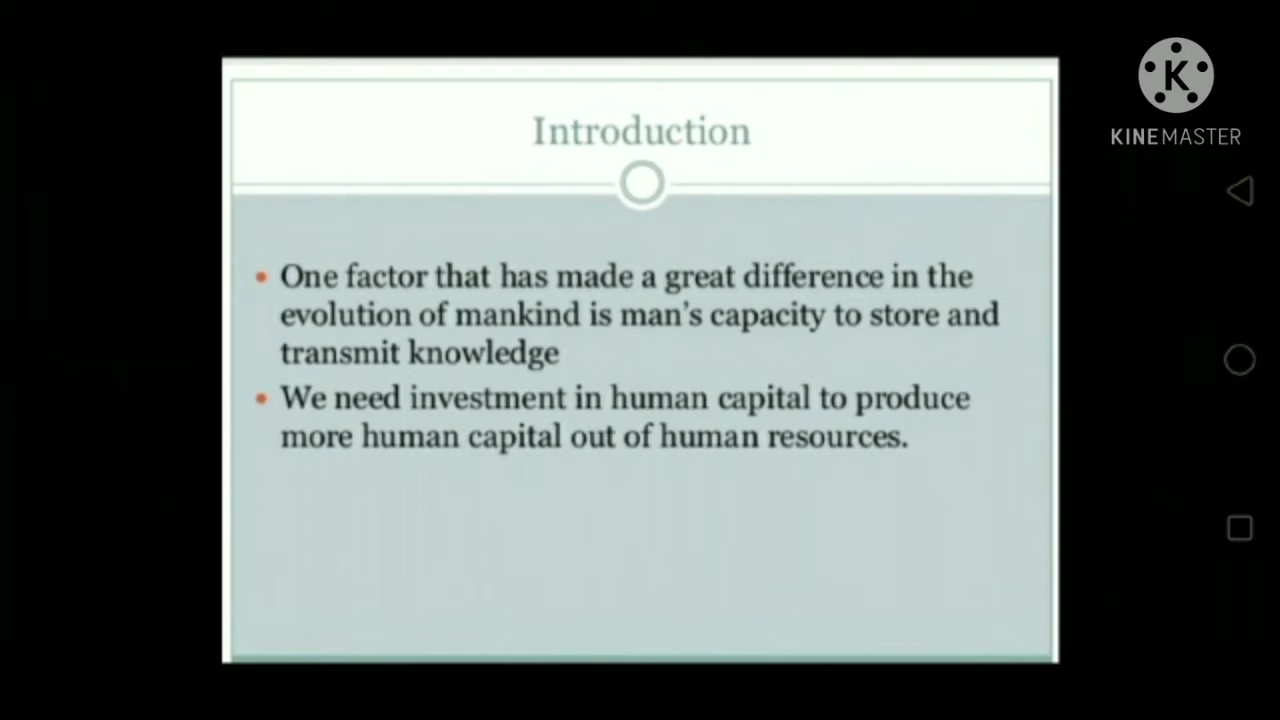 Introduction
• One factor that has made a great difference in the
evolution of mankind is man's capacity to store and
transmit knowledge
• We need investment in human capital to produce
more human capital out of human resources.
K
KINEMASTER